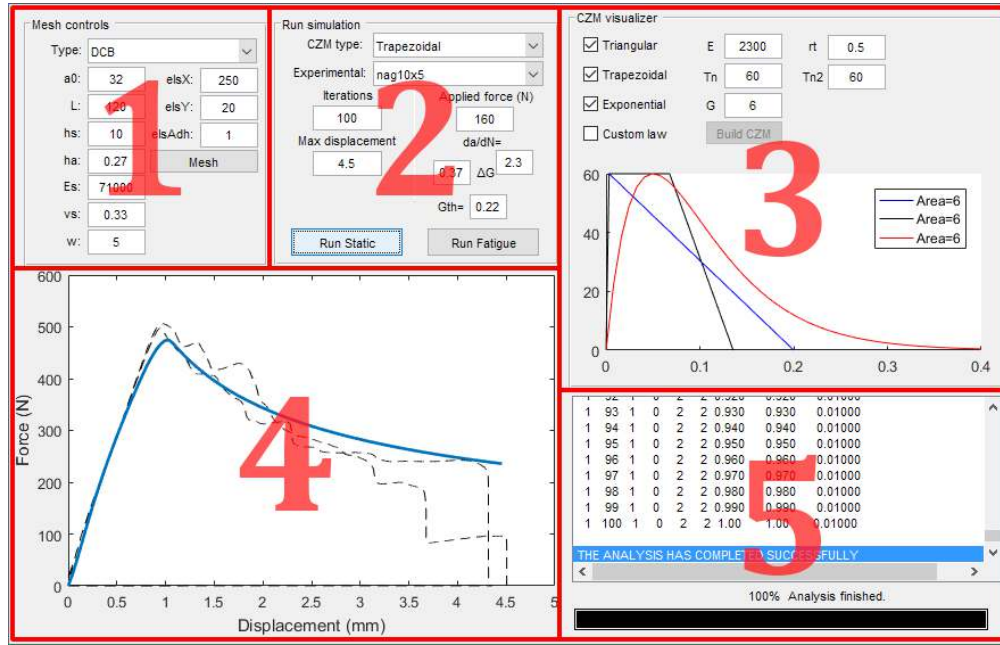 Mesh controls
Type: DCB
a0: 32 elsX: 250
L: 120 elsY: 20
hs: 10 elsAdh: 1
ha: 0.27 Mesh
Es: 71000
vs: 0.33
w: 5
1
Run simulation
CZM type: Trapezoidal
Experimental: nag10x5
Iterations Applied force (N)
100 160
Max displacement da/dN=
4.5 0.37 ΔG 2.3
Gth= 0.22
Run Static Run Fatigue
2
CZM visualizer
Triangular E 2300 rt 0.5
Trapezoidal Tn 60 Tn2 60
Exponential G 6
Custom law Build CZM
60
40
20
0
0 0.1 0.2 0.3 0.4
Area=6
Area=6
Area=6
3
600
500
400
300
200
100
0
Force (N)
0 0.5 1 1.5 2 2.5 3 3.5 4 4.5 5
Displacement (mm)
4
1 93 1 0 2 2 0.930 0.930 0.01000
1 94 1 0 2 2 0.940 0.940 0.01000
1 95 1 0 2 2 0.950 0.950 0.01000
1 96 1 0 2 2 0.960 0.960 0.01000
1 97 1 0 2 2 0.970 0.970 0.01000
1 98 1 0 2 2 0.980 0.980 0.01000
1 99 1 0 2 2 0.990 0.990 0.01000
1 100 1 0 2 2 1.00 1.00 0.01000
THE ANALYSIS HAS COMPLETED SUCCESSFULLY
100% Analysis finished.
5